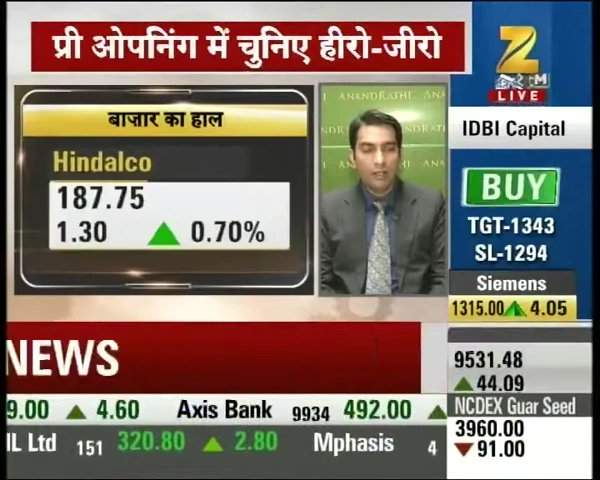 प्री ओपनिंग में चुनिए हीरो-जीरो
LIVE
बाज़ार का हाल
Hindalco
187.75
1.30 0.70%
ANANDRATHI
IDBI Capital
BUY
TGT-1343
SL-1294
Siemens
1315.00 4.05
NEWS
9531.48
44.09
NCDEX Guar Seed
3960.00
91.00
9.00 4.60 Axis Bank 9934 492.00
IL Ltd 151 320.80 2.80 Mphasis 4